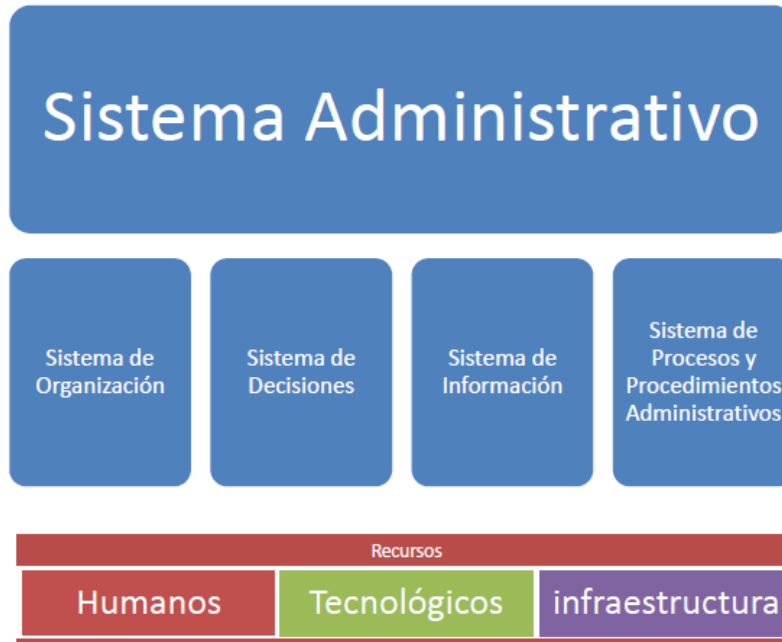 Sistema Administrativo
Sistema de
Organización
Sistema de
Decisiones
Sistema de
Información
Sistema de
Procesos y
Procedimientos
Administrativos
Recursos
Humanos
Tecnológicos
infraestructura